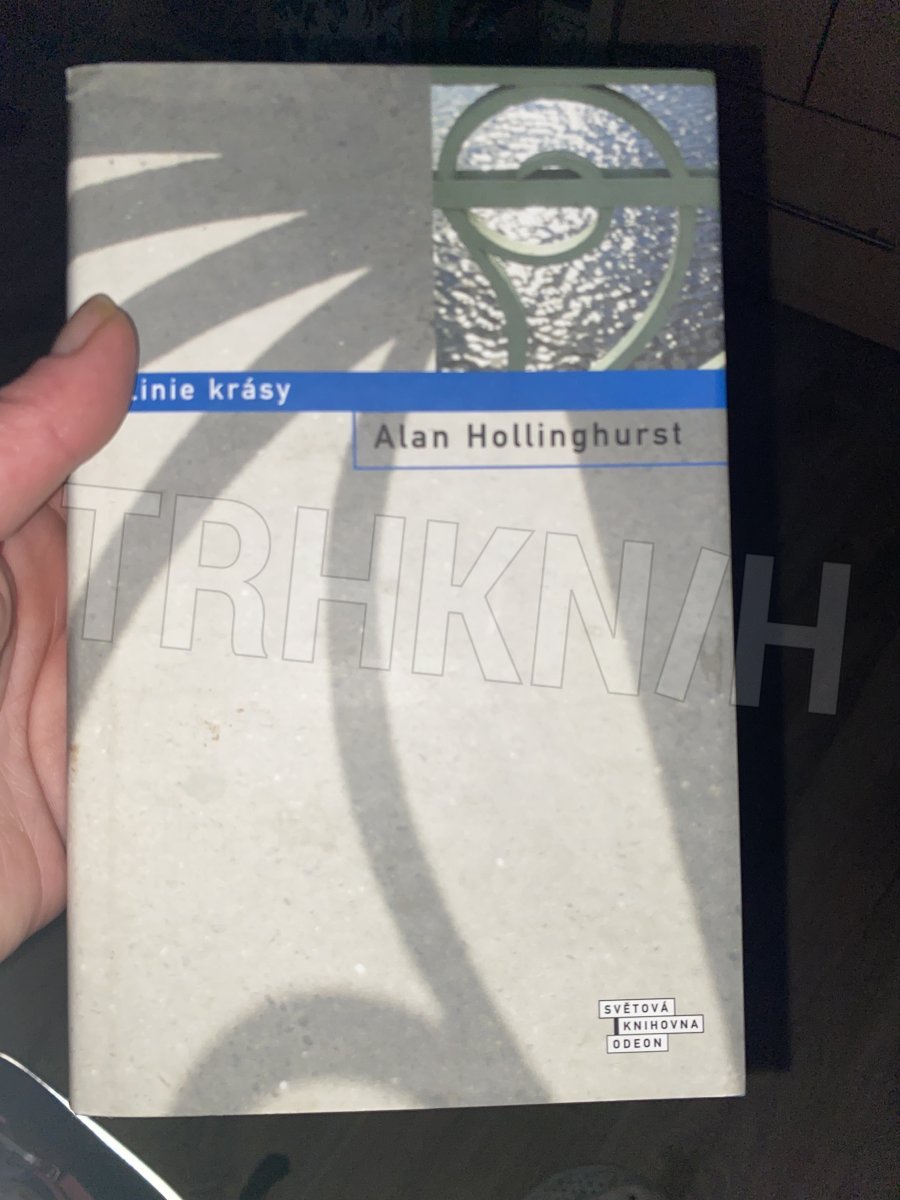 Linie krásy
Alan Hollinghurst
TRHKNIH
SVĚTOVÁ
KNIHOVNA
ODEON